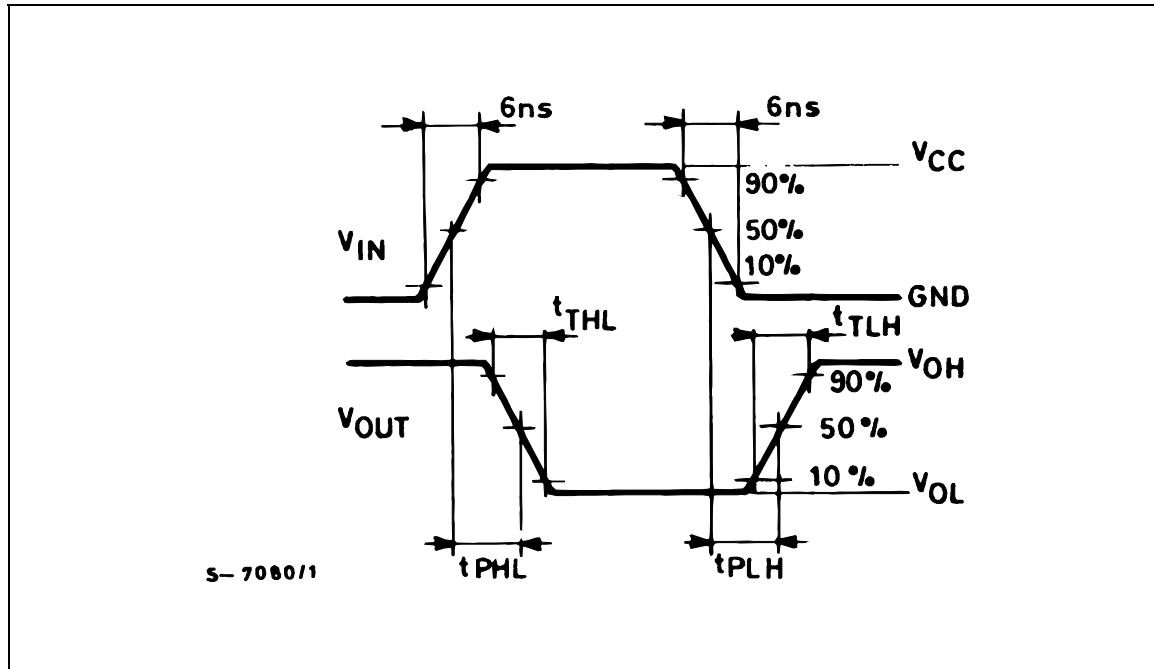 6ns 6ns
VCC
90%
50%
VIN
10%
GND
tTHL tTLH
VOH
90%
VOUT 50%
10%
VOL
tPHL tPLH
S-7080/1